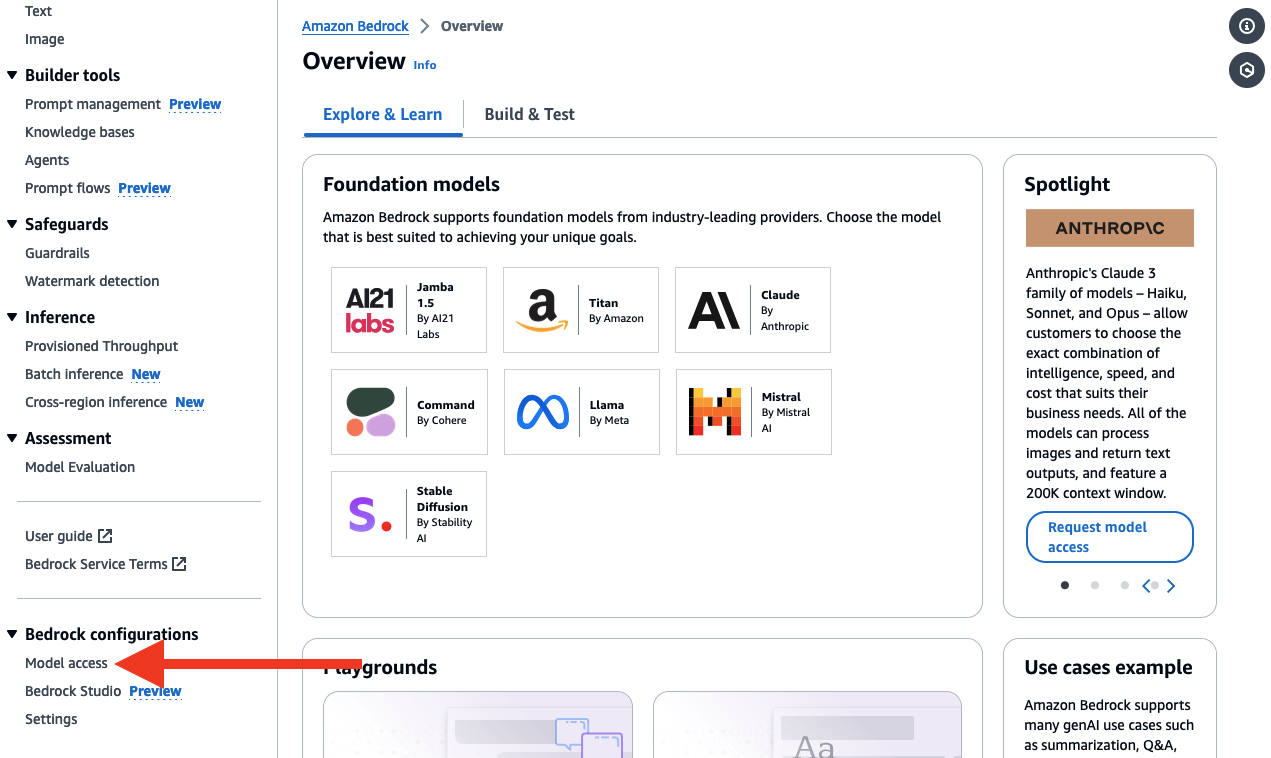 Text
Image
Builder tools
Prompt management Preview
Knowledge bases
Agents
Prompt flows Preview
Safeguards
Guardrails
Watermark detection
Inference
Provisioned Throughput
Batch inference New
Cross-region inference New
Assessment
Model Evaluation
User guide
Bedrock Service Terms
Bedrock configurations
Model access
Bedrock Studio Preview
Settings
Amazon Bedrock > Overview
Overview Info
Explore & Learn
Build & Test
Foundation models
Amazon Bedrock supports foundation models from industry-leading providers. Choose the model
that is best suited to achieving your unique goals.
AI21
labs
Jamba
1.5
By AI21
Labs
a
Titan
By Amazon
A\
Claude
By
Anthropic
Command
By Cohere
Llama
By Meta
M
Mistral
By Mistral
AI
S.
Stable
Diffusion
By Stability
AI
Spotlight
ANTHROP\C
Anthropic's Claude 3
family of models – Haiku,
Sonnet, and Opus – allow
customers to choose the
exact combination of
intelligence, speed, and
cost that suits their
business needs. All of the
models can process
images and return text
outputs, and feature a
200K context window.
Request model
access
Playgrounds
Aa
Use cases example
Amazon Bedrock supports
many genAI use cases such
as summarization, Q&A,